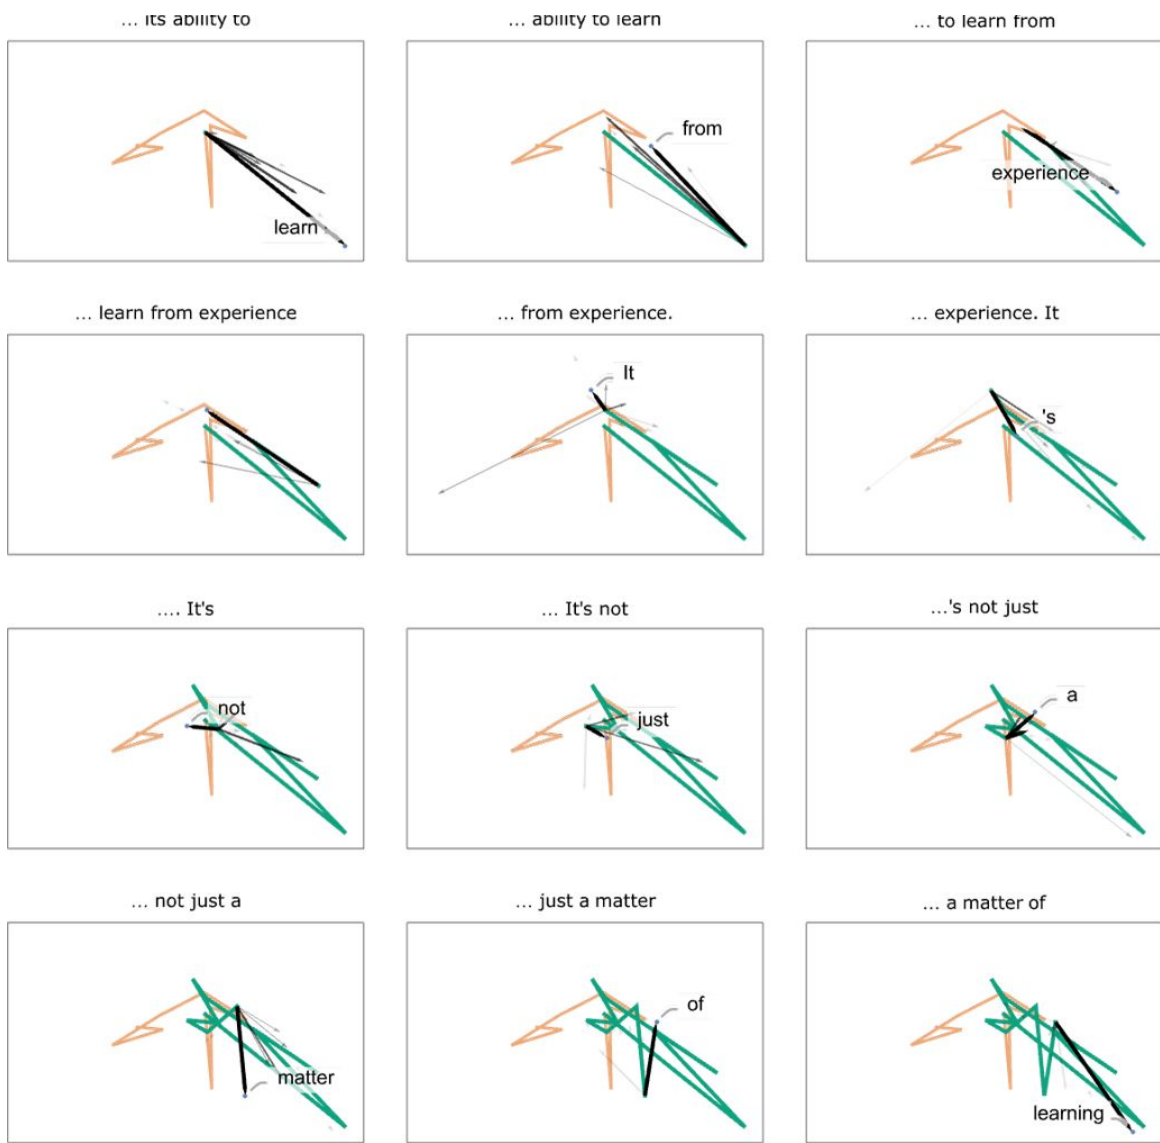 ... its ability to
... ability to learn
... to learn from
learn
from
experience
... learn from experience
... from experience.
... experience. It
It
's
.... It's
... It's not
...'s not just
not
just
a
... not just a
... just a matter
... a matter of
matter
of
learning